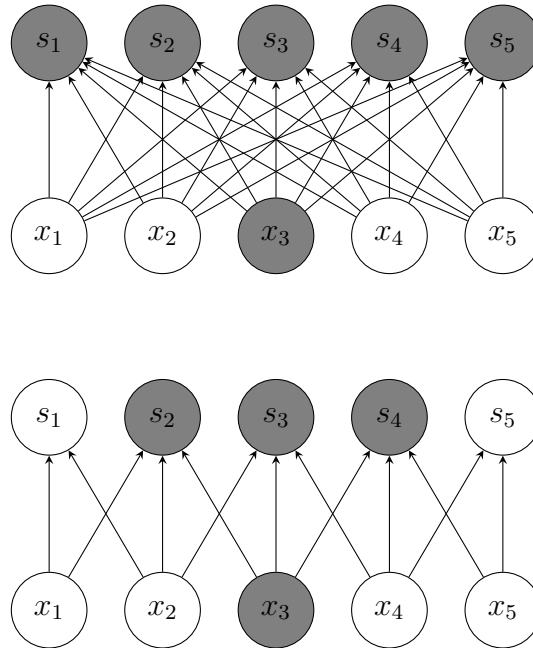 s₁ s₂ s₃ s₄ s₅
x₁ x₂ x₃ x₄ x₅
s₁ s₂ s₃ s₄ s₅
x₁ x₂ x₃ x₄ x₅